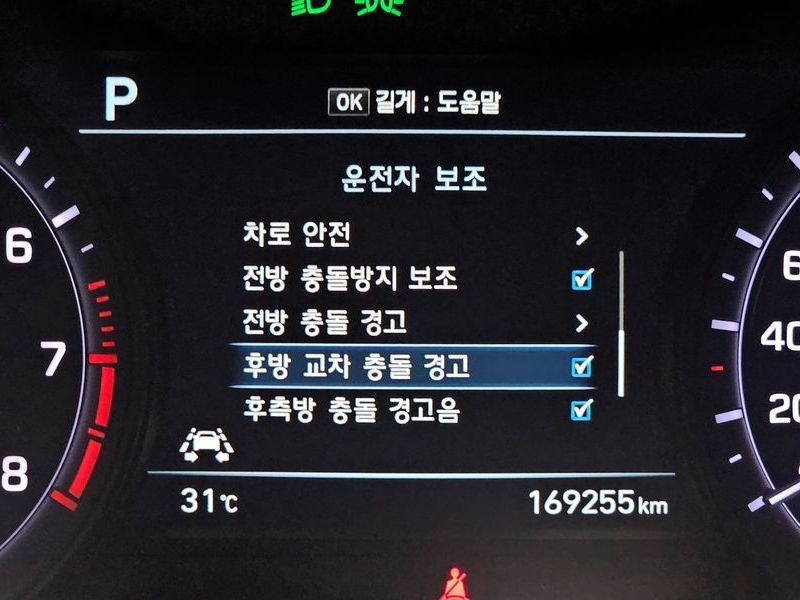 P
OK 길게 : 도움말
운전자 보조
차로 안전
전방 충돌방지 보조
전방 충돌 경고
후방 교차 충돌 경고
후측방 충돌 경고음
31℃
169255km
6
7
8
40
20